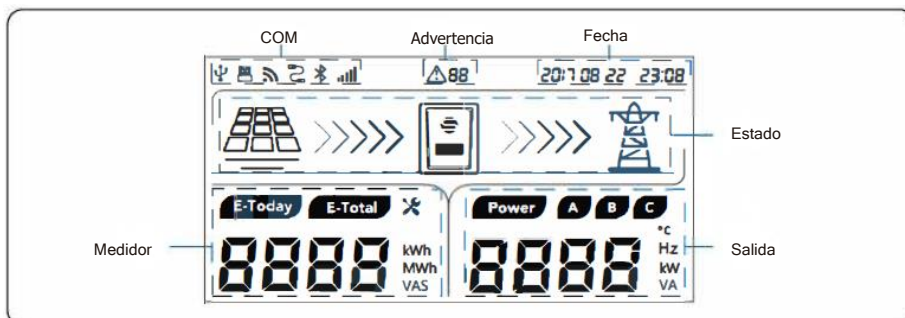 COM Advertencia Fecha
88 2017 08 22 23:08
Estado
E-Today E-Total Power A B C
Medidor 8888 kWh MWh VAS 8888 °C Hz kW VA Salida